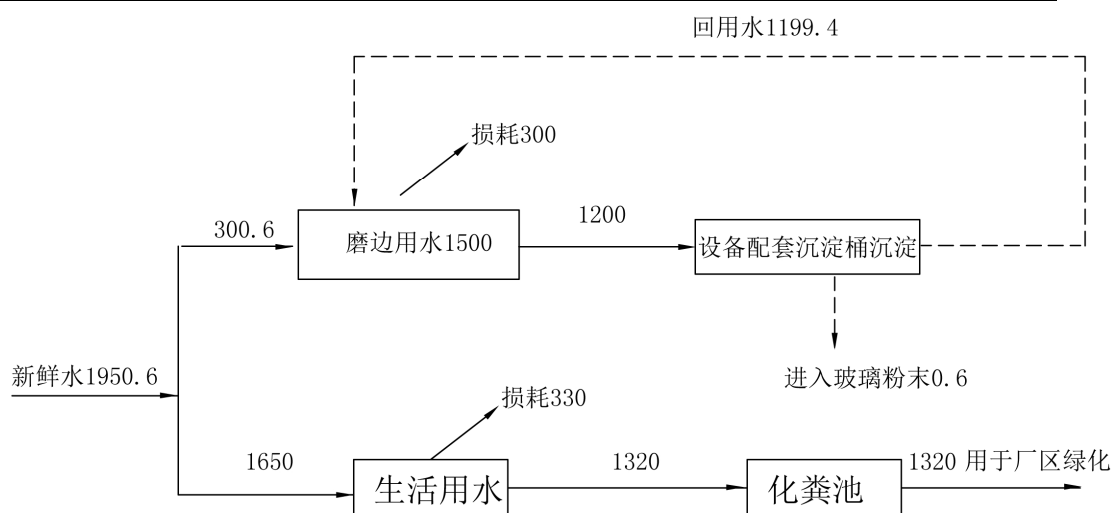 回用水1199.4
损耗300
300.6
磨边用水1500
1200
设备配套沉淀桶沉淀
新鲜水1950.6
进入玻璃粉末0.6
损耗330
1650
生活用水
1320
化粪池
1320 用于厂区绿化